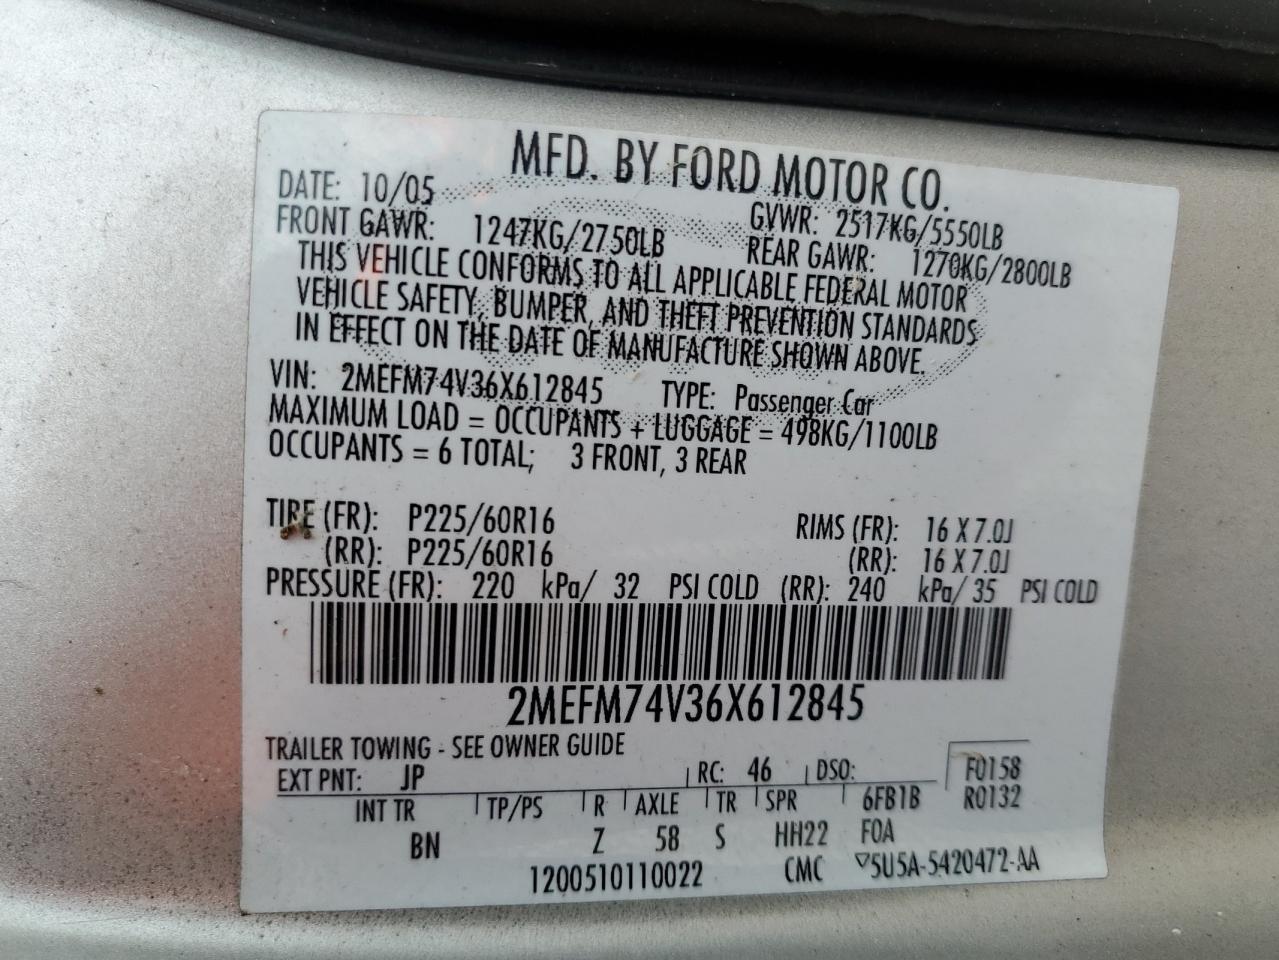 MFD. BY FORD MOTOR CO.
DATE: 10/05 GVWR: 2517KG/5550LB
FRONT GAWR: 1247KG/2750LB REAR GAWR: 1270KG/2800LB
THIS VEHICLE CONFORMS TO ALL APPLICABLE FEDERAL MOTOR
VEHICLE SAFETY, BUMPER, AND THEFT PREVENTION STANDARDS
IN EFFECT ON THE DATE OF MANUFACTURE SHOWN ABOVE.
VIN: 2MEFM74V36X612845 TYPE: Passenger Car
MAXIMUM LOAD = OCCUPANTS + LUGGAGE = 498KG/1100LB
OCCUPANTS = 6 TOTAL; 3 FRONT, 3 REAR
TIRE (FR): P225/60R16 RIMS (FR): 16 X 7.0J
(RR): P225/60R16 (RR): 16 X 7.0J
PRESSURE (FR): 220 kPa/ 32 PSI COLD (RR): 240 kPa/ 35 PSI COLD
2MEFM74V36X612845
TRAILER TOWING - SEE OWNER GUIDE
EXT PNT: JP RC: 46 DSO: F0158
INT TR TP/PS R AXLE TR SPR 6FB1B R0132
BN Z 58 S HH22 F0A
1200510110022 CMC ▽5U5A-5420472-AA